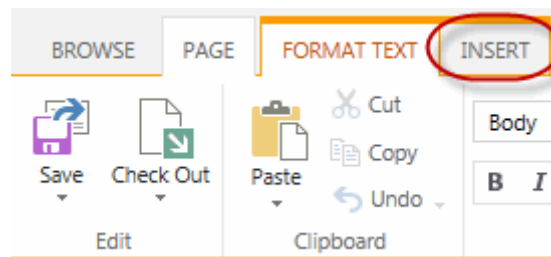 BROWSE PAGE FORMAT TEXT INSERT
Cut
Body
Copy
Save Check Out Paste B I
Undo
Edit Clipboard